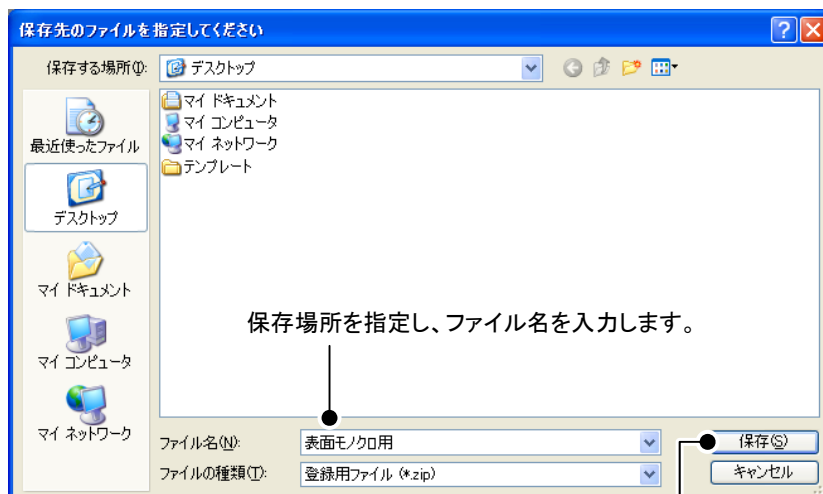 保存先のファイルを指定してください
保存する場所(I):
デスクトップ
最近使ったファイル
デスクトップ
マイ ドキュメント
マイ コンピュータ
マイ ネットワーク
マイ ドキュメント
マイ コンピュータ
マイ ネットワーク
テンプレート
保存場所を指定し、ファイル名を入力します。
ファイル名(N):
表面モノクロ用
保存(S)
ファイルの種類(T):
登録用ファイル (*.zip)
キャンセル